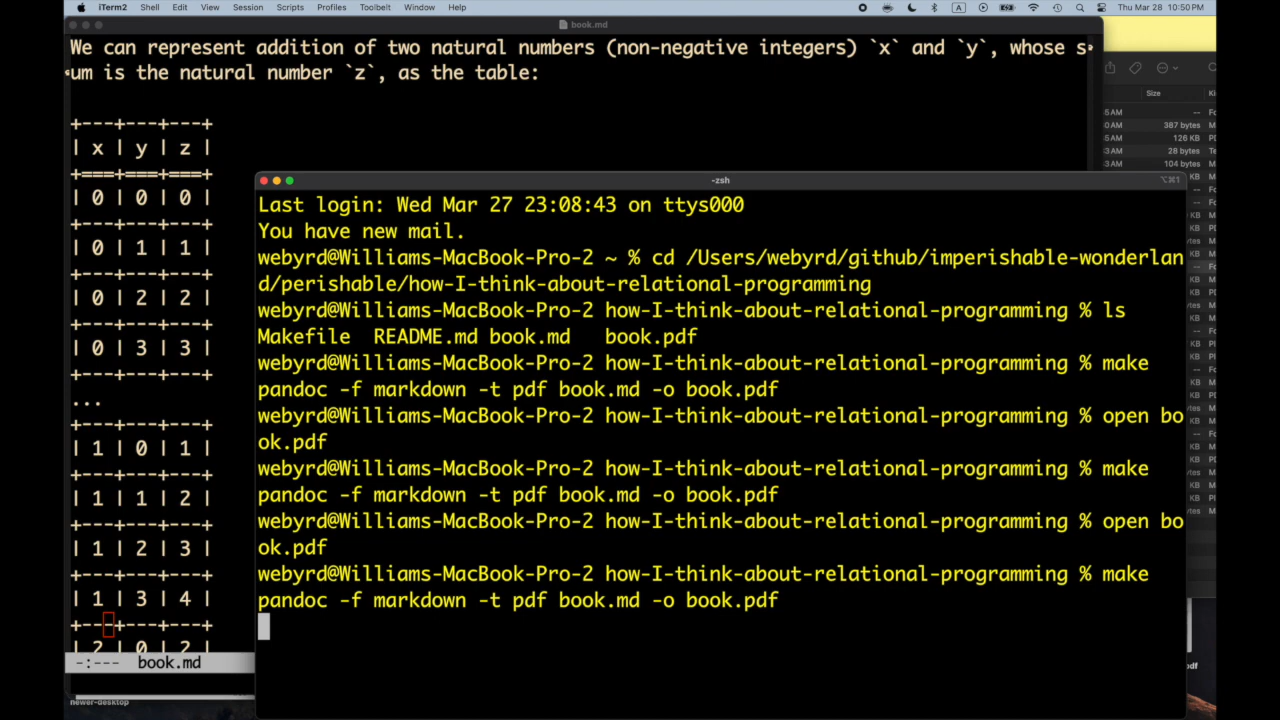 iTerm2 Shell Edit View Session Scripts Profiles Toolbelt Window Help
A
Thu Mar 28 10:50 PM
book.md
We can represent addition of two natural numbers (non-negative integers) `x` and `y`, whose s
um is the natural number `z`, as the table:
+---+---+---+
| x | y | z |
+===+===+===+
| 0 | 0 | 0 |
+---+---+---+
| 0 | 1 | 1 |
+---+---+---+
| 0 | 2 | 2 |
+---+---+---+
| 0 | 3 | 3 |
+---+---+---+
...
+---+---+---+
| 1 | 0 | 1 |
+---+---+---+
| 1 | 1 | 2 |
+---+---+---+
| 1 | 2 | 3 |
+---+---+---+
| 1 | 3 | 4 |
+---+---+---+
| 2 | 0 | 2 |
-:--- book.md
newer-desktop
-zsh
⌥⌘1
Last login: Wed Mar 27 23:08:43 on ttys000
You have new mail.
webyrd@Williams-MacBook-Pro-2 ~ % cd /Users/webyrd/github/imperishable-wonderlan
d/perishable/how-I-think-about-relational-programming
webyrd@Williams-MacBook-Pro-2 how-I-think-about-relational-programming % ls
Makefile README.md book.md book.pdf
webyrd@Williams-MacBook-Pro-2 how-I-think-about-relational-programming % make
pandoc -f markdown -t pdf book.md -o book.pdf
webyrd@Williams-MacBook-Pro-2 how-I-think-about-relational-programming % open bo
ok.pdf
webyrd@Williams-MacBook-Pro-2 how-I-think-about-relational-programming % make
pandoc -f markdown -t pdf book.md -o book.pdf
webyrd@Williams-MacBook-Pro-2 how-I-think-about-relational-programming % open bo
ok.pdf
webyrd@Williams-MacBook-Pro-2 how-I-think-about-relational-programming % make
pandoc -f markdown -t pdf book.md -o book.pdf
Size
387 bytes
126 KB
28 bytes
104 bytes